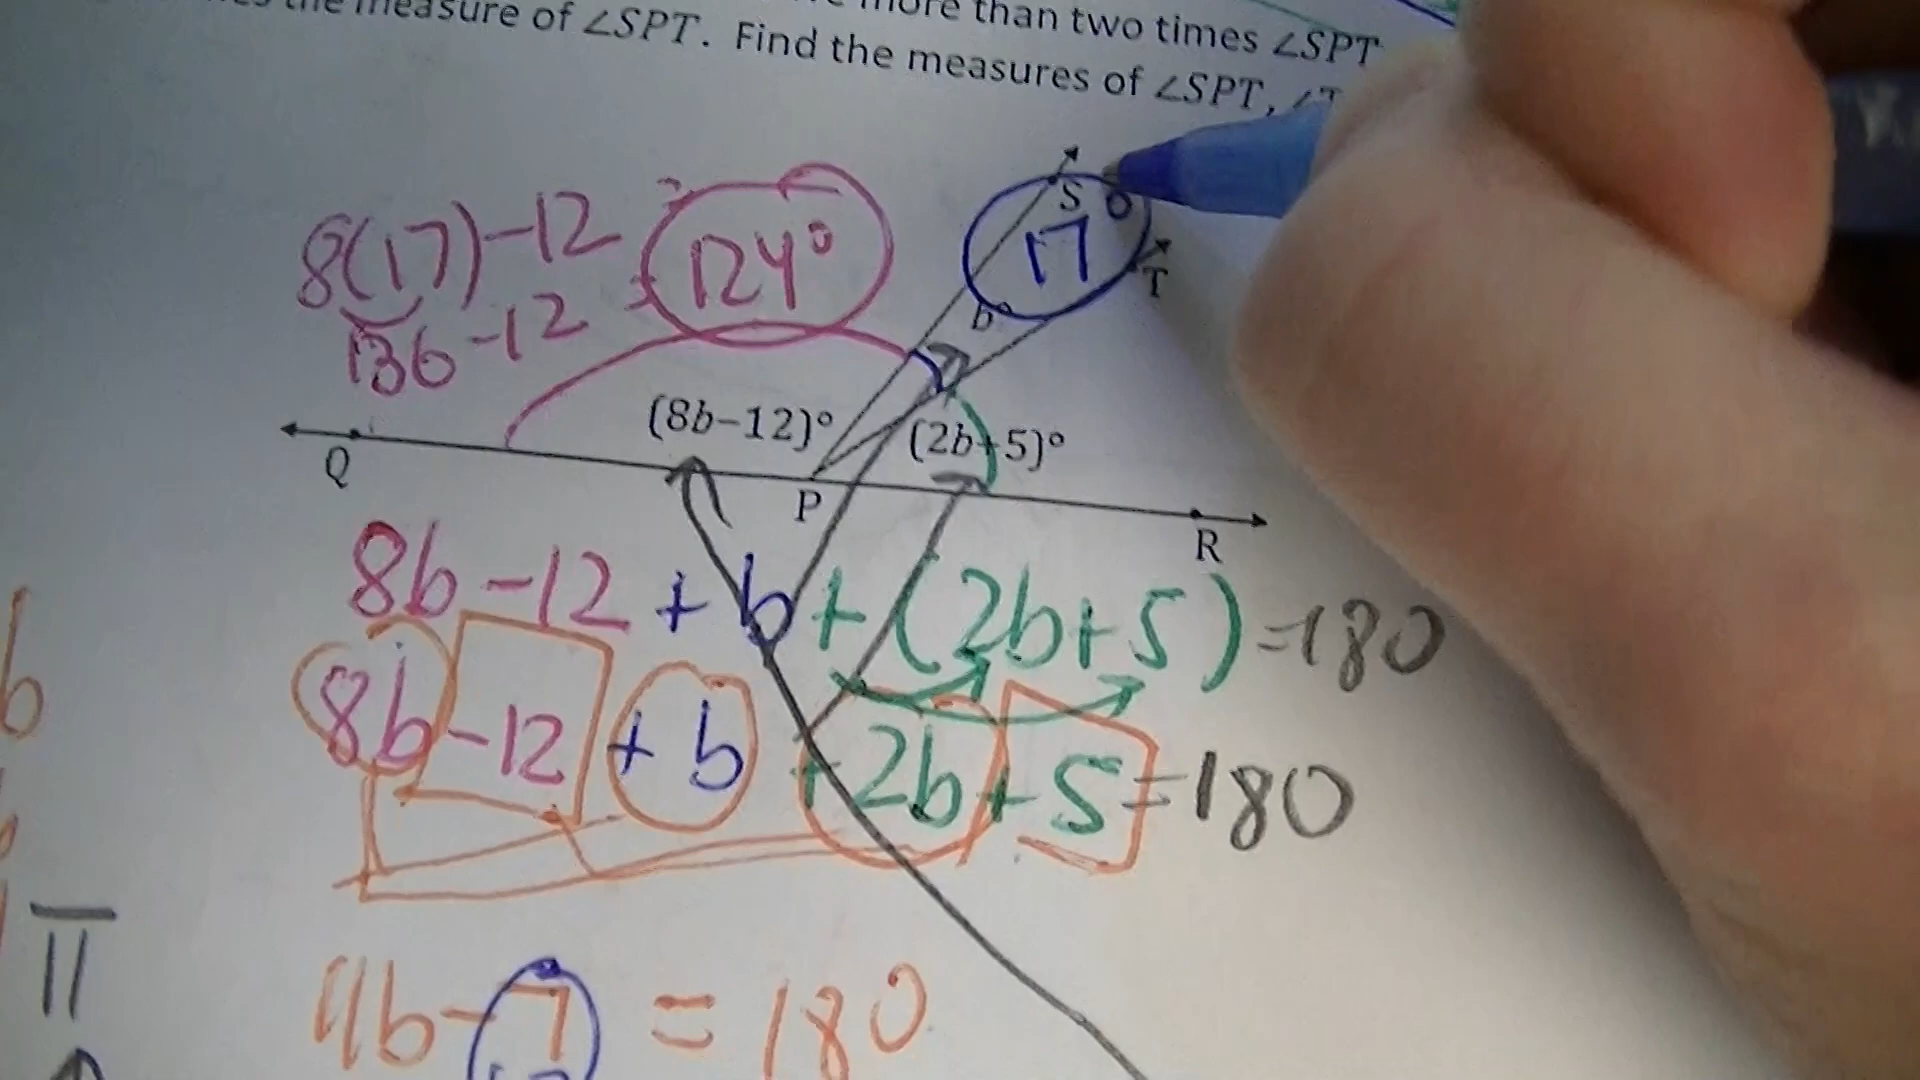 the measure of ∠SPT. Find the measures of ∠SPT,
more than two times ∠SPT
8(17)-12 = 124°
136-12 =
S
17°
T
b
(8b-12)°
(2b+5)°
Q
P
R
8b-12 + b + (2b+5) = 180
8b-12 + b +2b+5 = 180
11b-7 = 180
b